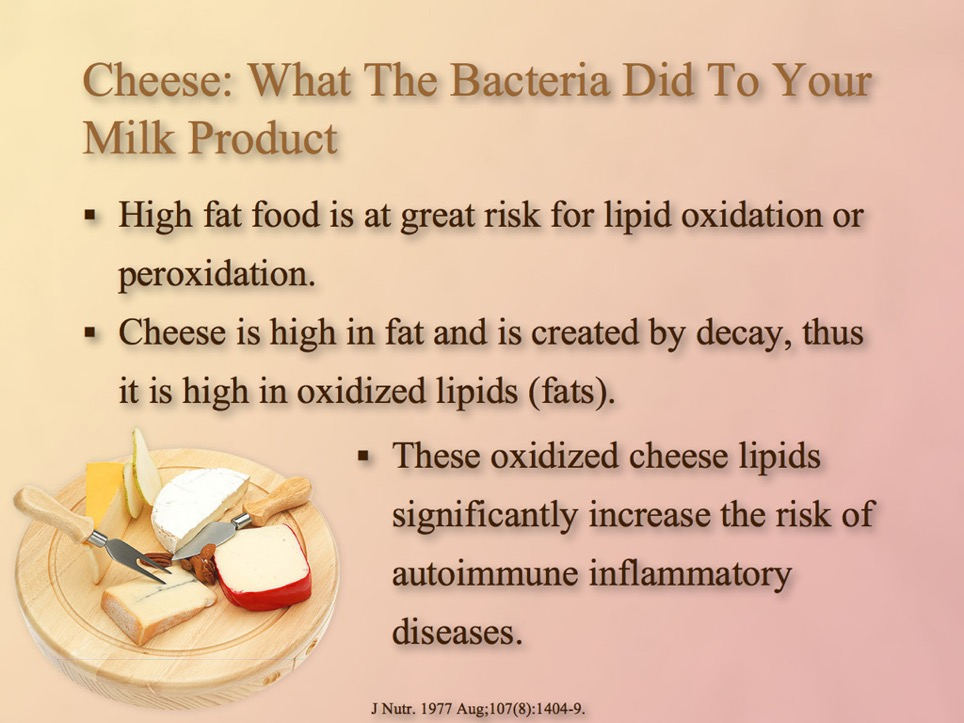 Cheese: What The Bacteria Did To Your
Milk Product
▪ High fat food is at great risk for lipid oxidation or
peroxidation.
▪ Cheese is high in fat and is created by decay, thus
it is high in oxidized lipids (fats).
▪ These oxidized cheese lipids
significantly increase the risk of
autoimmune inflammatory
diseases.
J Nutr. 1977 Aug;107(8):1404-9.